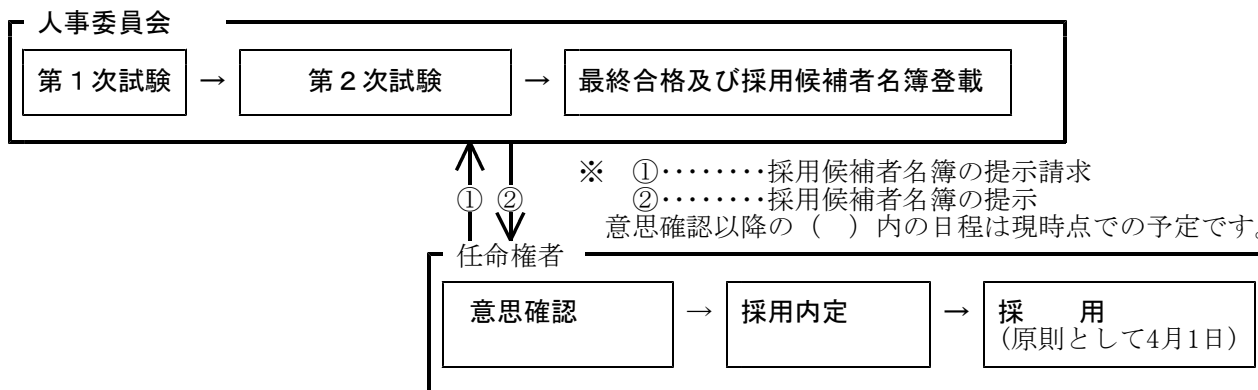 人事委員会
第1次試験 → 第2次試験 → 最終合格及び採用候補者名簿登載
※ ①‥‥‥‥採用候補者名簿の提示請求
① ② ②‥‥‥‥採用候補者名簿の提示
意思確認以降の（ ）内の日程は現時点での予定です。
任命権者
意思確認 → 採用内定 → 採 用
(原則として4月1日)